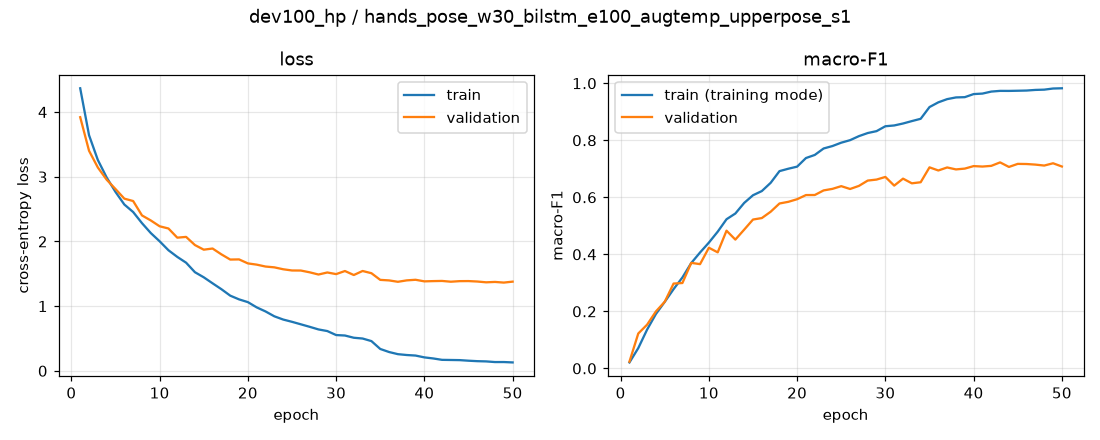 dev100_hp / hands_pose_w30_bilstm_e100_augtemp_upperpose_s1
loss
cross-entropy loss
4
3
2
1
0
train
validation
0 10 20 30 40 50
epoch
macro-F1
macro-F1
1.0
0.8
0.6
0.4
0.2
0.0
train (training mode)
validation
0 10 20 30 40 50
epoch